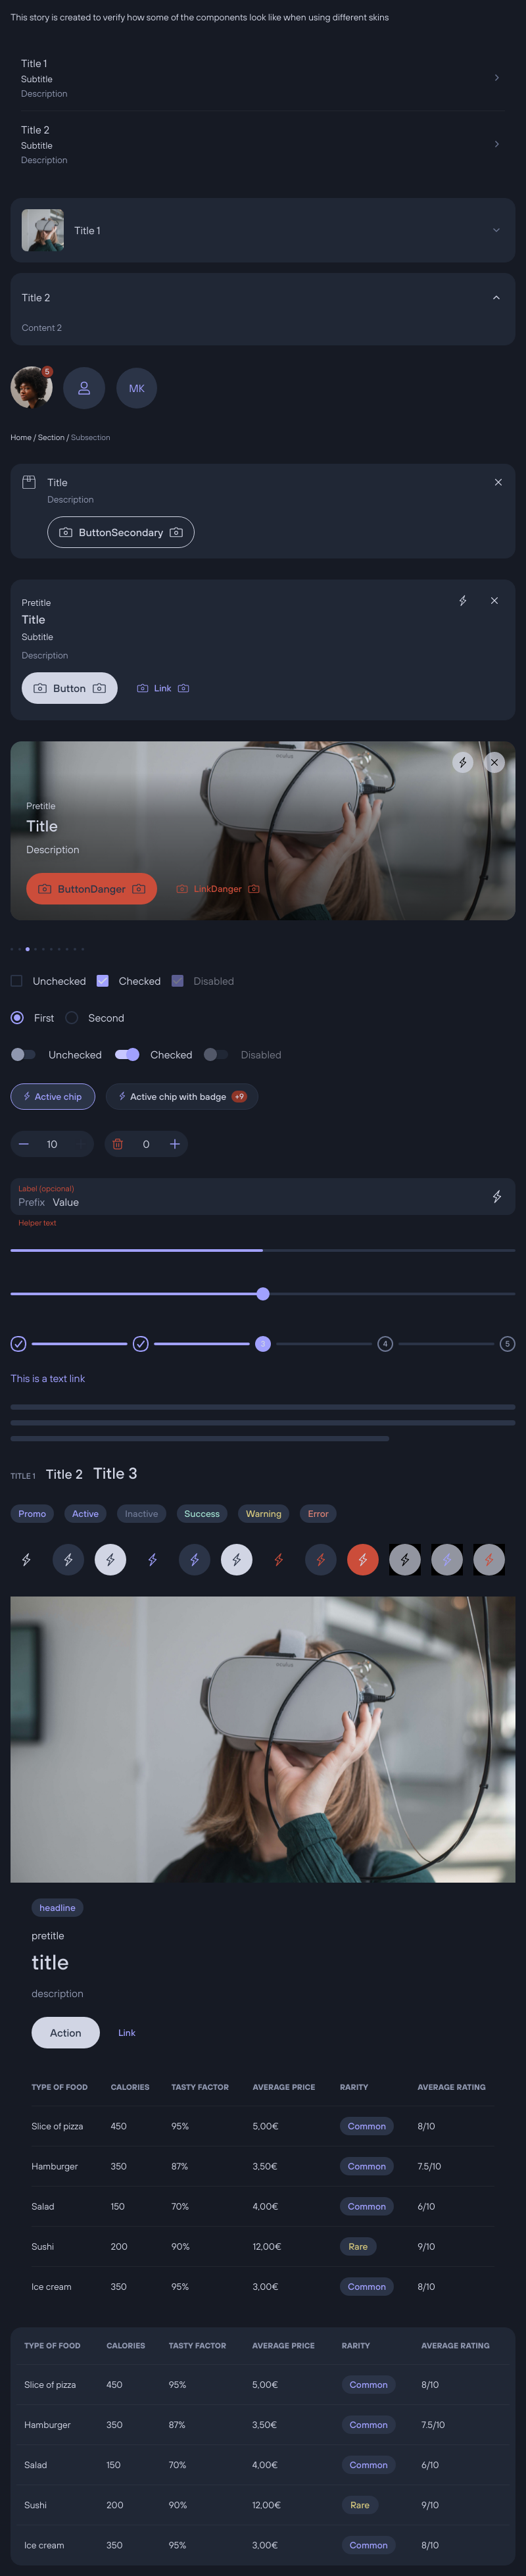 This story is created to verify how some of the components look like when using different skins
Title 1
Subtitle
Description
Title 2
Subtitle
Description
Title 1
Title 2
Content 2
5
MK
Home / Section / Subsection
Title
Description
ButtonSecondary
Pretitle
Title
Subtitle
Description
Button Link
oculus
Pretitle
Title
Description
ButtonDanger LinkDanger
Unchecked Checked Disabled
First Second
Unchecked Checked Disabled
Active chip Active chip with badge +9
10 0
Label (opcional)
Prefix Value
Helper text
3 4 5
This is a text link
TITLE 1 Title 2 Title 3
Promo Active Inactive Success Warning Error
oculus
headline
pretitle
title
description
Action Link
TYPE OF FOOD CALORIES TASTY FACTOR AVERAGE PRICE RARITY AVERAGE RATING
Slice of pizza 450 95% 5,00€ Common 8/10
Hamburger 350 87% 3,50€ Common 7.5/10
Salad 150 70% 4,00€ Common 6/10
Sushi 200 90% 12,00€ Rare 9/10
Ice cream 350 95% 3,00€ Common 8/10
TYPE OF FOOD CALORIES TASTY FACTOR AVERAGE PRICE RARITY AVERAGE RATING
Slice of pizza 450 95% 5,00€ Common 8/10
Hamburger 350 87% 3,50€ Common 7.5/10
Salad 150 70% 4,00€ Common 6/10
Sushi 200 90% 12,00€ Rare 9/10
Ice cream 350 95% 3,00€ Common 8/10